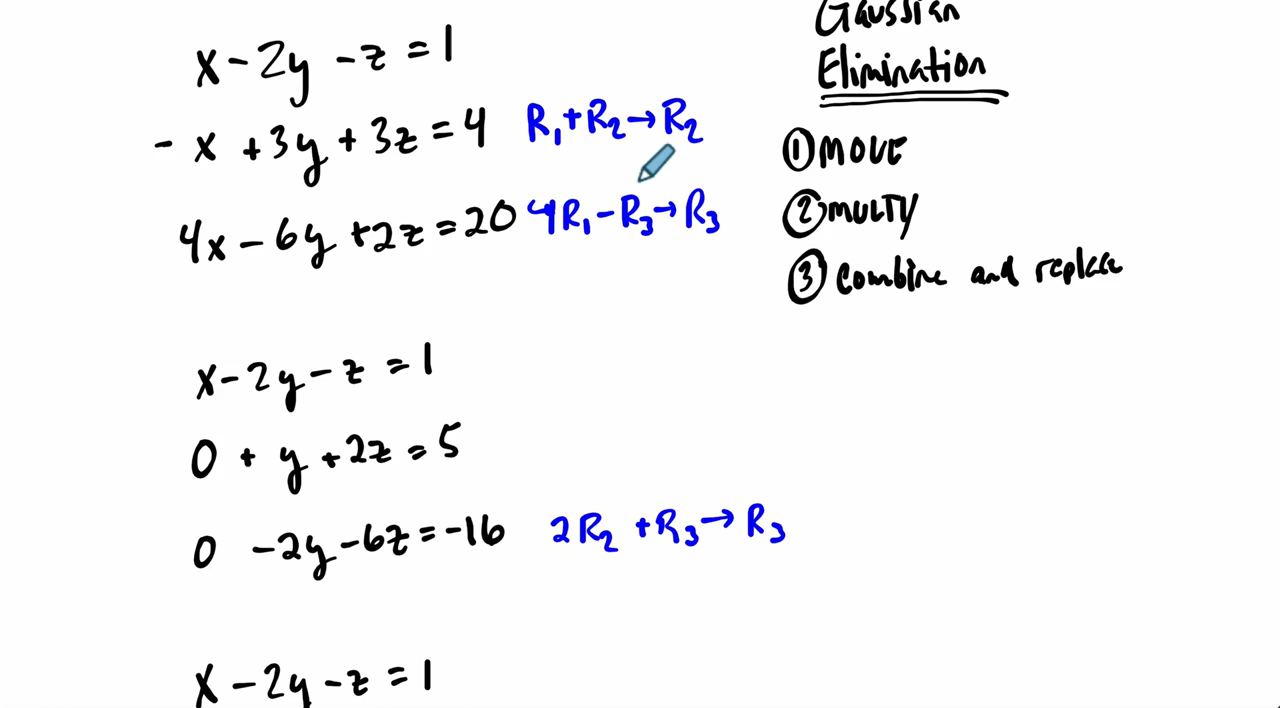 x - 2y - z = 1
- x + 3y + 3z = 4 R₁ + R₂ → R₂
4x - 6y + 2z = 20 4R₁ - R₃ → R₃
x - 2y - z = 1
0 + y + 2z = 5
0 - 2y - 6z = -16 2R₂ + R₃ → R₃
x - 2y - z = 1
Gaussian
Elimination
① MOVE
② MULTY
③ combine and replace